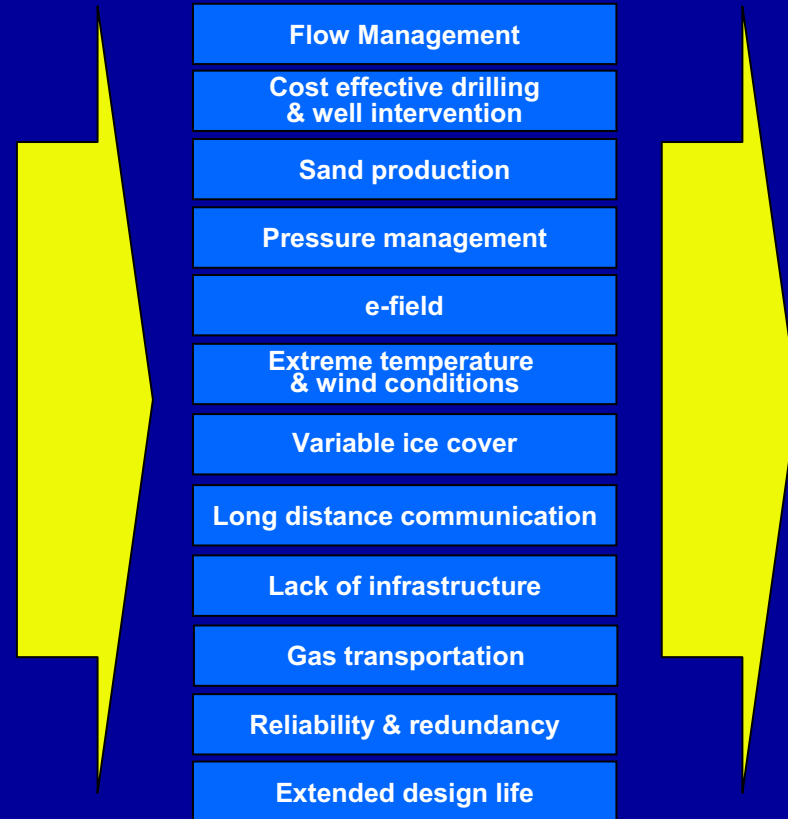 Flow Management
Cost effective drilling
& well intervention
Sand production
Pressure management
e-field
Extreme temperature
& wind conditions
Variable ice cover
Long distance communication
Lack of infrastructure
Gas transportation
Reliability & redundancy
Extended design life